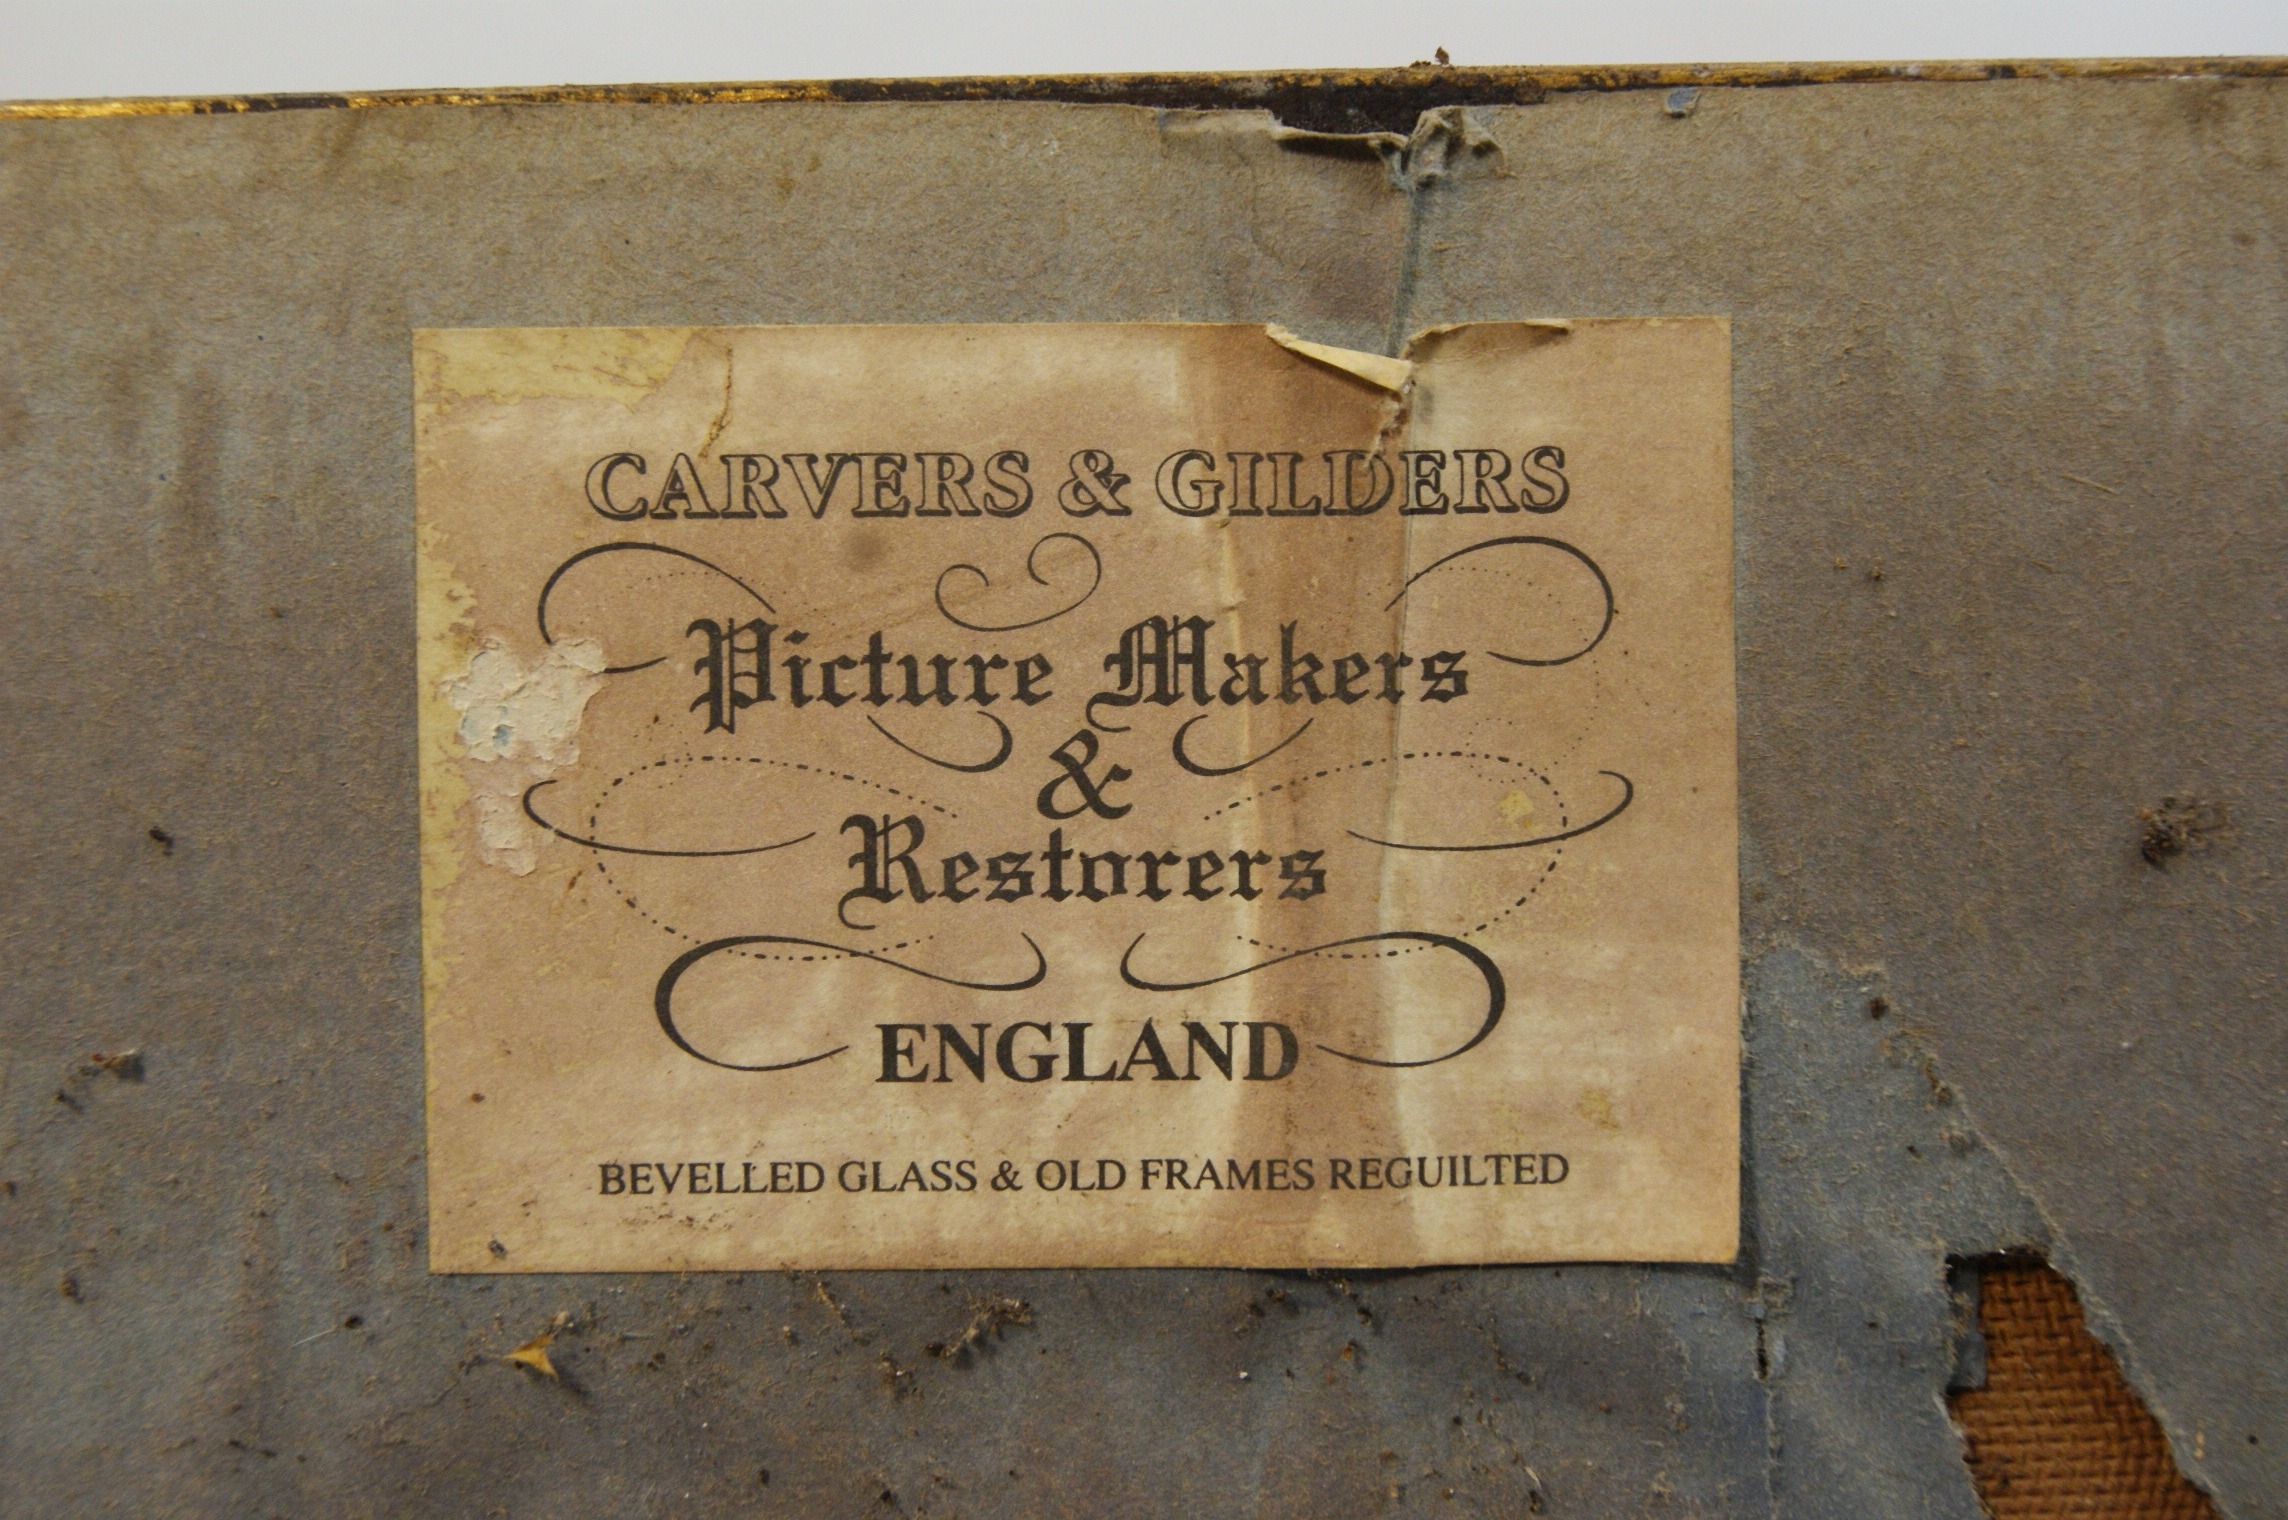 CARVERS & GILDERS
Picture Makers
&
Restorers
ENGLAND
BEVELLED GLASS & OLD FRAMES REGUILTED